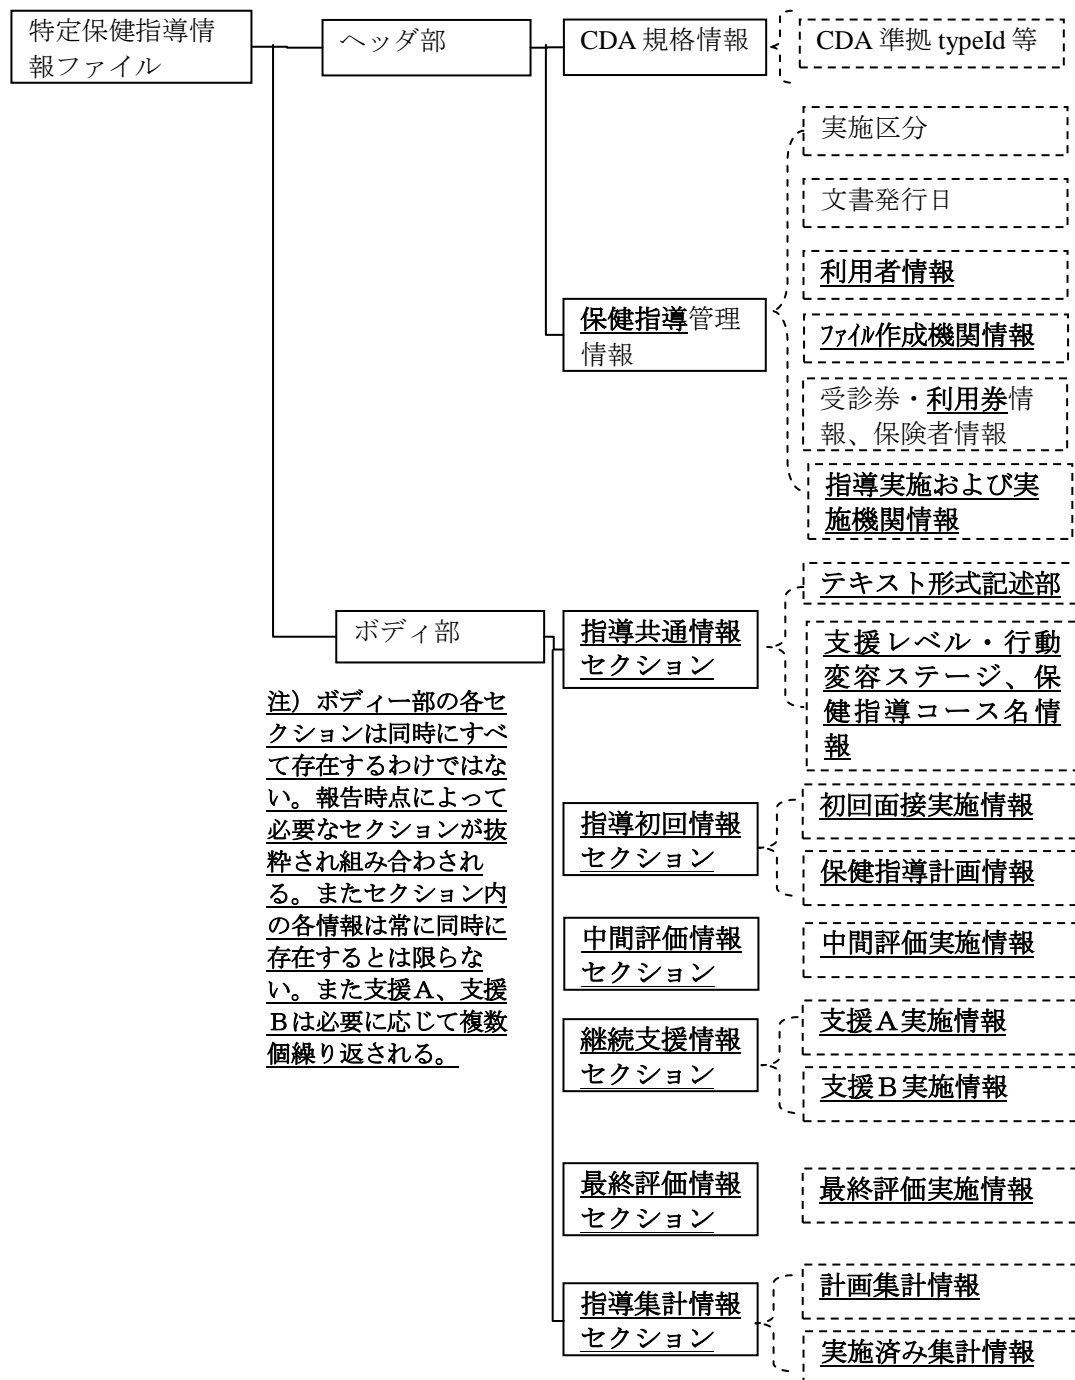 特定保健指導情
報ファイル
ヘッダ部
CDA 規格情報
CDA 準拠 typeId 等
実施区分
文書発行日
利用者情報
ﾌｧｲﾙ作成機関情報
保健指導管理
情報
受診券・利用券情
報、保険者情報
指導実施および実
施機関情報
ボディ部
指導共通情報
セクション
テキスト形式記述部
支援レベル・行動
変容ステージ、保
健指導コース名情
報
注）ボディー部の各セ
クションは同時にすべ
て存在するわけではな
い。報告時点によって
必要なセクションが抜
粋され組み合わされ
る。またセクション内
の各情報は常に同時に
存在するとは限らな
い。また支援Ａ、支援
Ｂは必要に応じて複数
個繰り返される。
指導初回情報
セクション
初回面接実施情報
保健指導計画情報
中間評価情報
セクション
中間評価実施情報
継続支援情報
セクション
支援Ａ実施情報
支援Ｂ実施情報
最終評価情報
セクション
最終評価実施情報
指導集計情報
セクション
計画集計情報
実施済み集計情報